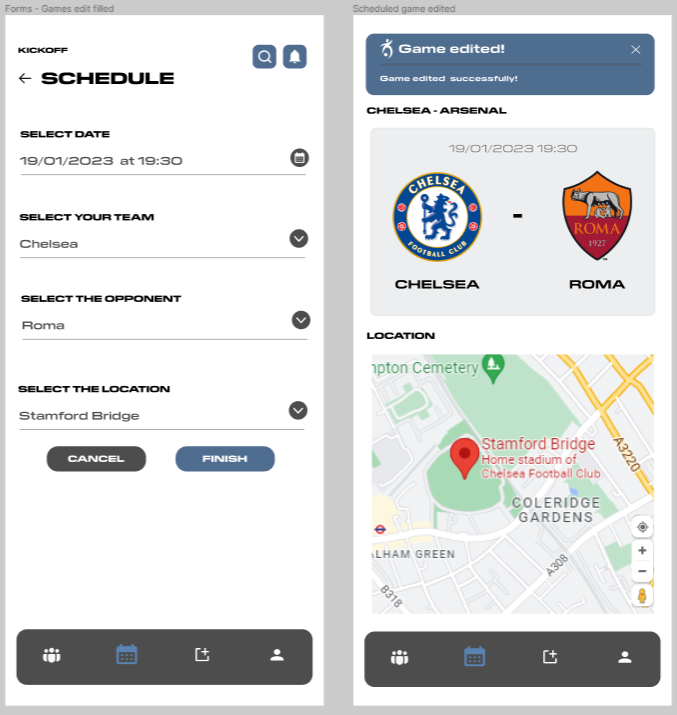 Forms - Games edit filled
KICKOFF
SCHEDULE
SELECT DATE
19/01/2023 at 19:30
SELECT YOUR TEAM
Chelsea
SELECT THE OPPONENT
Roma
SELECT THE LOCATION
Stamford Bridge
CANCEL
FINISH
Scheduled game edited
Game edited!
Game edited successfully!
CHELSEA - ARSENAL
19/01/2023 19:30
CHELSEA
FOOTBALL CLUB
-
ROMA
1927
CHELSEA
ROMA
LOCATION
mpton Cemetery
Stamford Bridge
Home stadium of
Chelsea Football Club
A3220
COLERIDGE
GARDENS
ALHAM GREEN
A308
B318